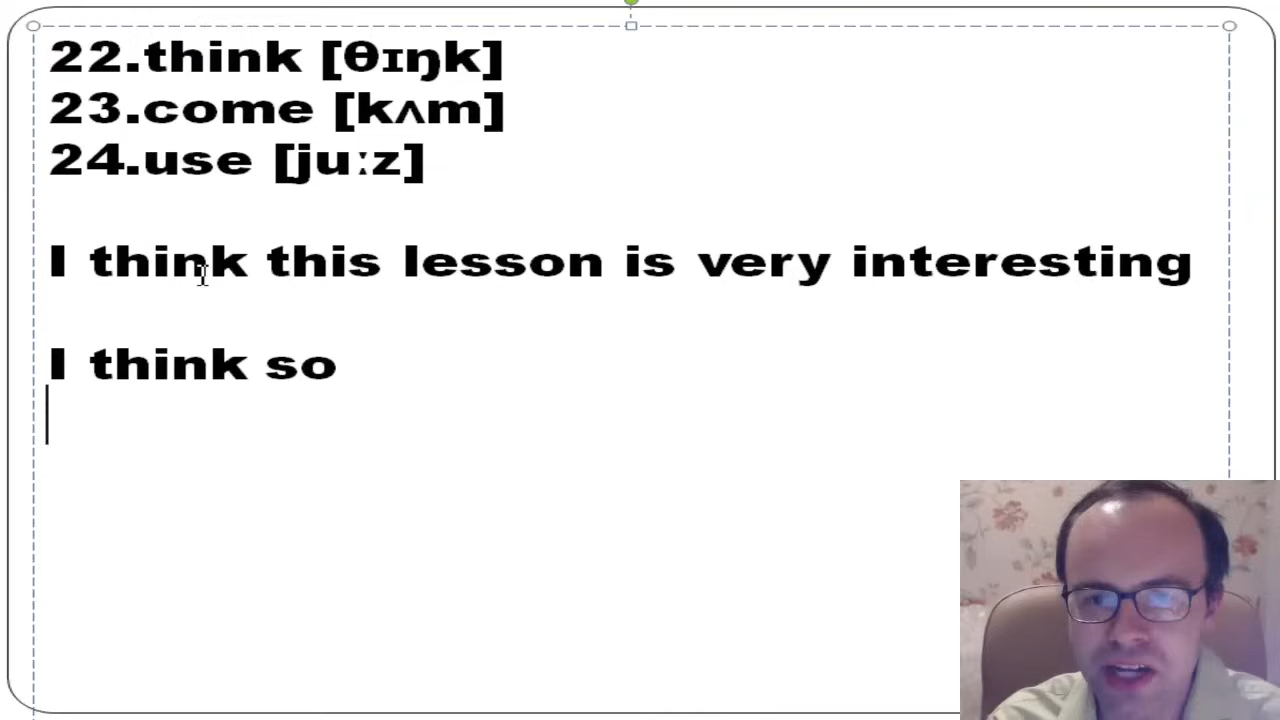 22.think [θɪŋk]
23.come [kʌm]
24.use [juːz]
I think this lesson is very interesting
I think so